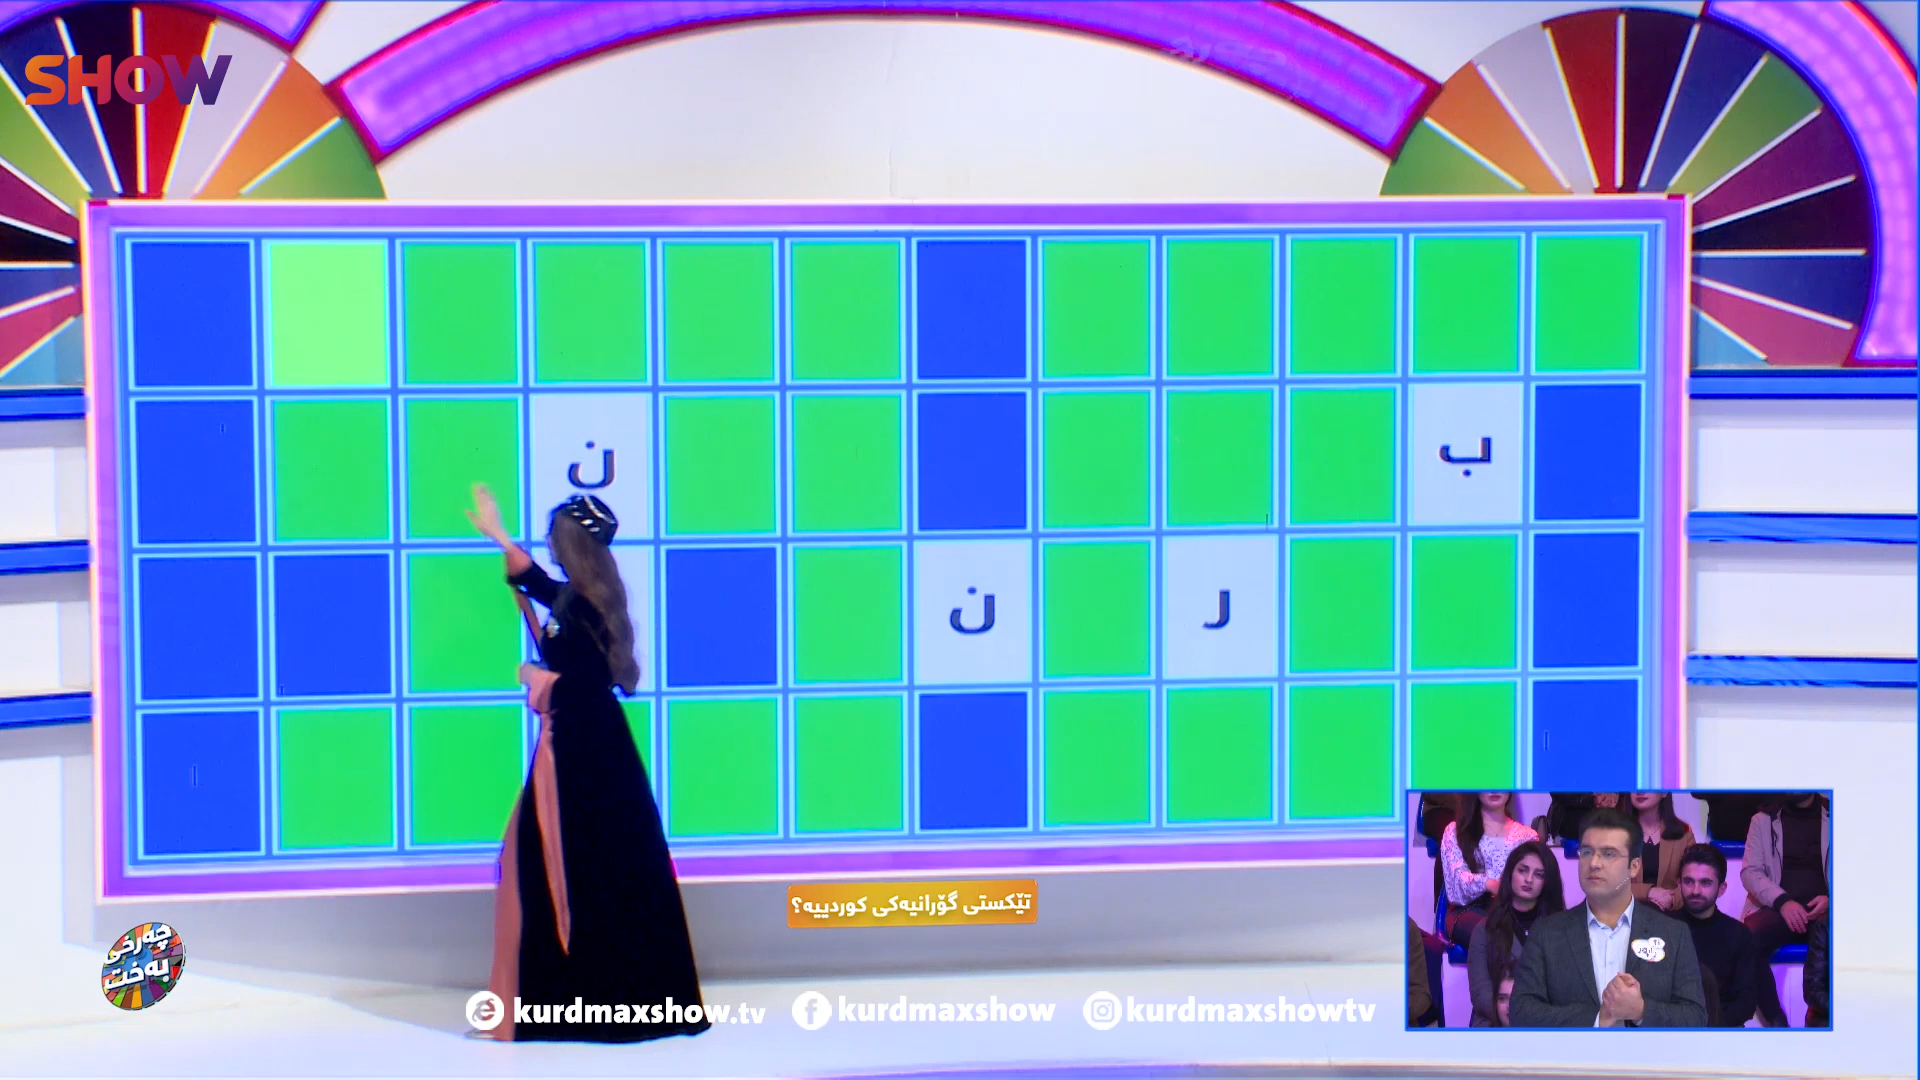 SHOW
ب ن
ر ن
تێکستی گۆرانیەکی کوردییە؟
چەرخی
بەخت
kurdmaxshow.tv kurdmaxshow kurdmaxshowtv